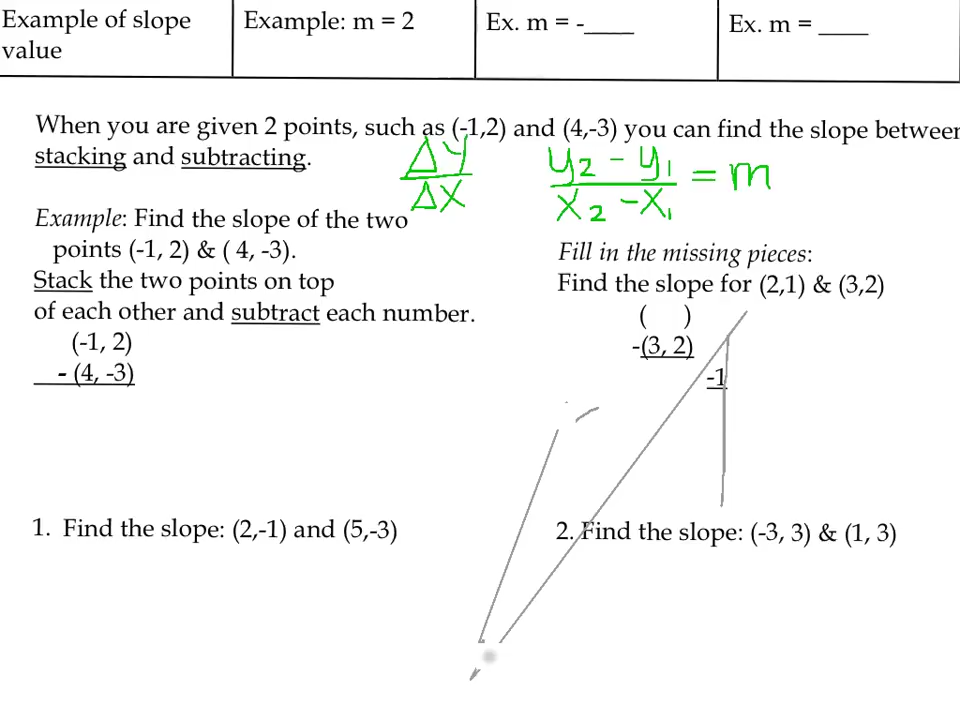 Example of slope Example: m = 2 Ex. m = -____ Ex. m = ____
value
When you are given 2 points, such as (-1,2) and (4,-3) you can find the slope between
stacking and subtracting.
ΔY y2 - y1 = m
ΔX x2 - x1
Example: Find the slope of the two
points (-1, 2) & ( 4, -3).
Stack the two points on top
of each other and subtract each number.
(-1, 2)
- (4, -3)
Fill in the missing pieces:
Find the slope for (2,1) & (3,2)
( )
-(3, 2)
-1
1. Find the slope: (2,-1) and (5,-3)
2. Find the slope: (-3, 3) & (1, 3)